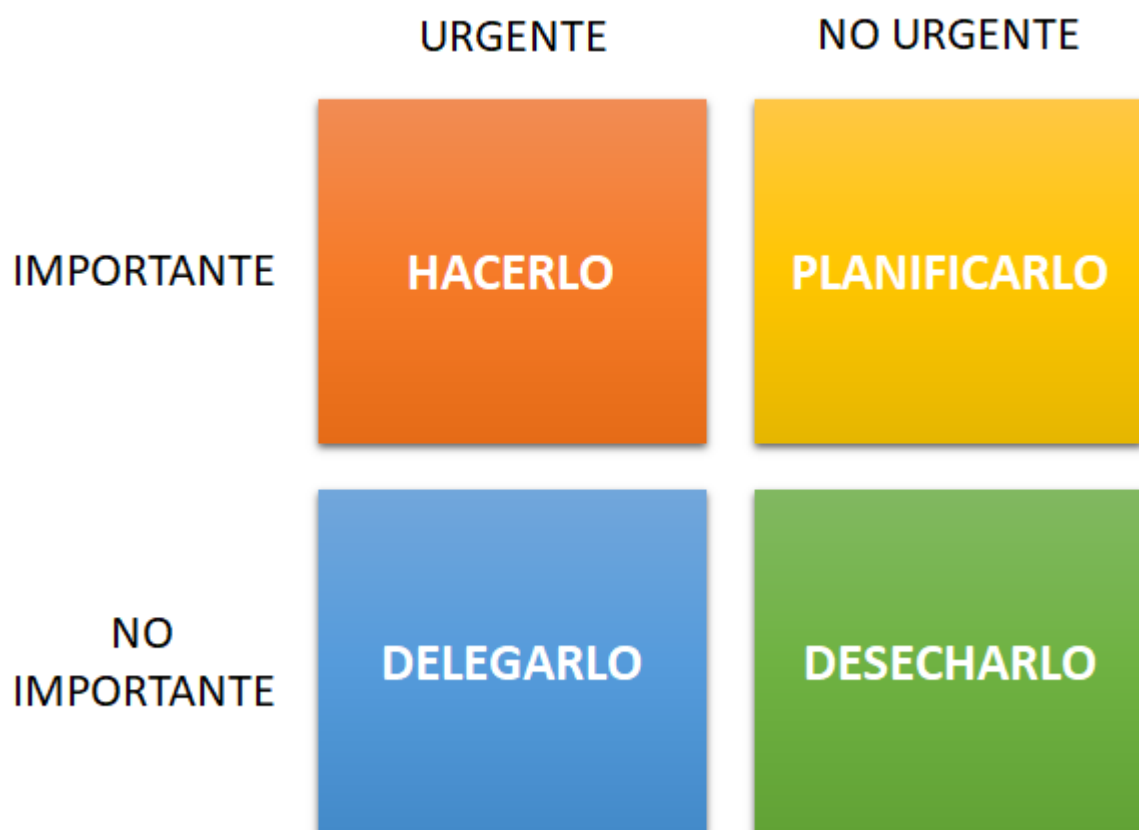 URGENTE
NO URGENTE
IMPORTANTE
HACERLO
PLANIFICARLO
NO
IMPORTANTE
DELEGARLO
DESECHARLO